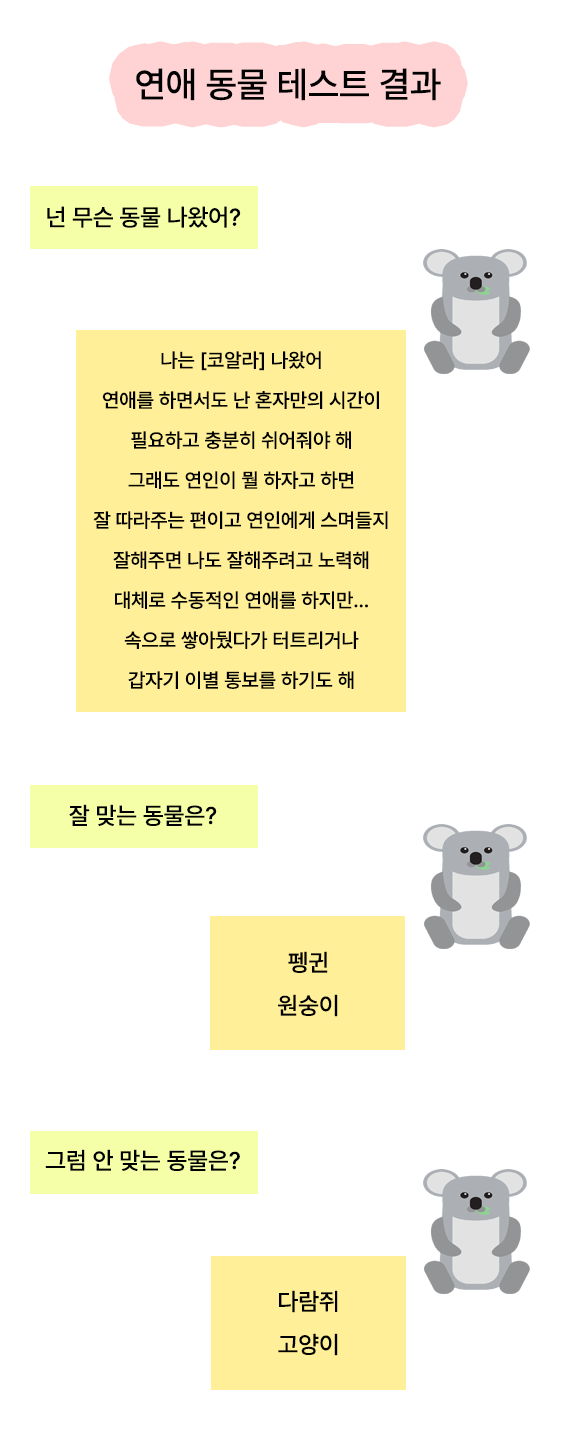 연애 동물 테스트 결과
넌 무슨 동물 나왔어?
나는 [코알라] 나왔어
연애를 하면서도 난 혼자만의 시간이
필요하고 충분히 쉬어줘야 해
그래도 연인이 뭘 하자고 하면
잘 따라주는 편이고 연인에게 스며들지
잘해주면 나도 잘해주려고 노력해
대체로 수동적인 연애를 하지만...
속으로 쌓아뒀다가 터트리거나
갑자기 이별 통보를 하기도 해
잘 맞는 동물은?
펭귄
원숭이
그럼 안 맞는 동물은?
다람쥐
고양이